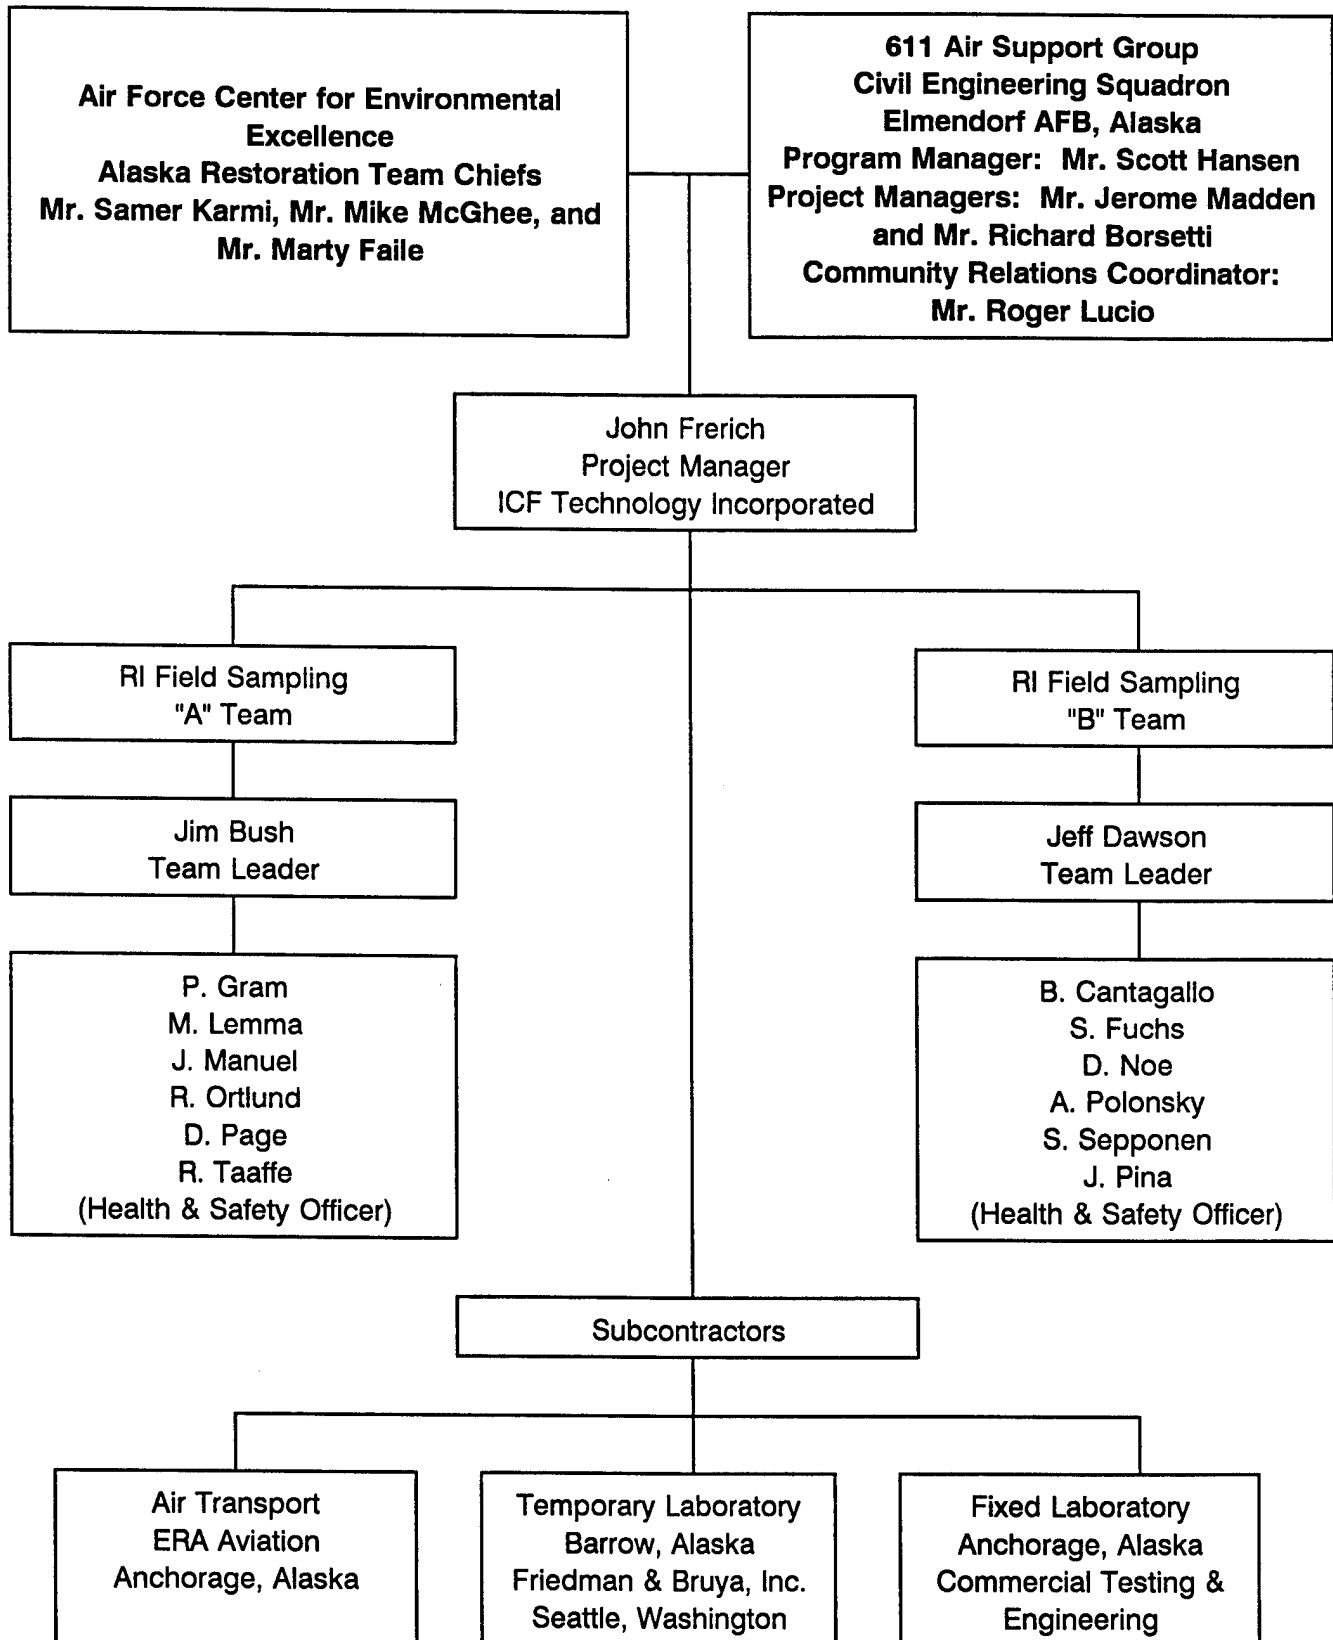 Air Force Center for Environmental
Excellence
Alaska Restoration Team Chiefs
Mr. Samer Karmi, Mr. Mike McGhee, and
Mr. Marty Faile
611 Air Support Group
Civil Engineering Squadron
Elmendorf AFB, Alaska
Program Manager: Mr. Scott Hansen
Project Managers: Mr. Jerome Madden
and Mr. Richard Borsetti
Community Relations Coordinator:
Mr. Roger Lucio
John Frerich
Project Manager
ICF Technology Incorporated
RI Field Sampling
"A" Team
RI Field Sampling
"B" Team
Jim Bush
Team Leader
Jeff Dawson
Team Leader
P. Gram
M. Lemma
J. Manuel
R. Ortlund
D. Page
R. Taaffe
(Health & Safety Officer)
B. Cantagallo
S. Fuchs
D. Noe
A. Polonsky
S. Sepponen
J. Pina
(Health & Safety Officer)
Subcontractors
Air Transport
ERA Aviation
Anchorage, Alaska
Temporary Laboratory
Barrow, Alaska
Friedman & Bruya, Inc.
Seattle, Washington
Fixed Laboratory
Anchorage, Alaska
Commercial Testing &
Engineering